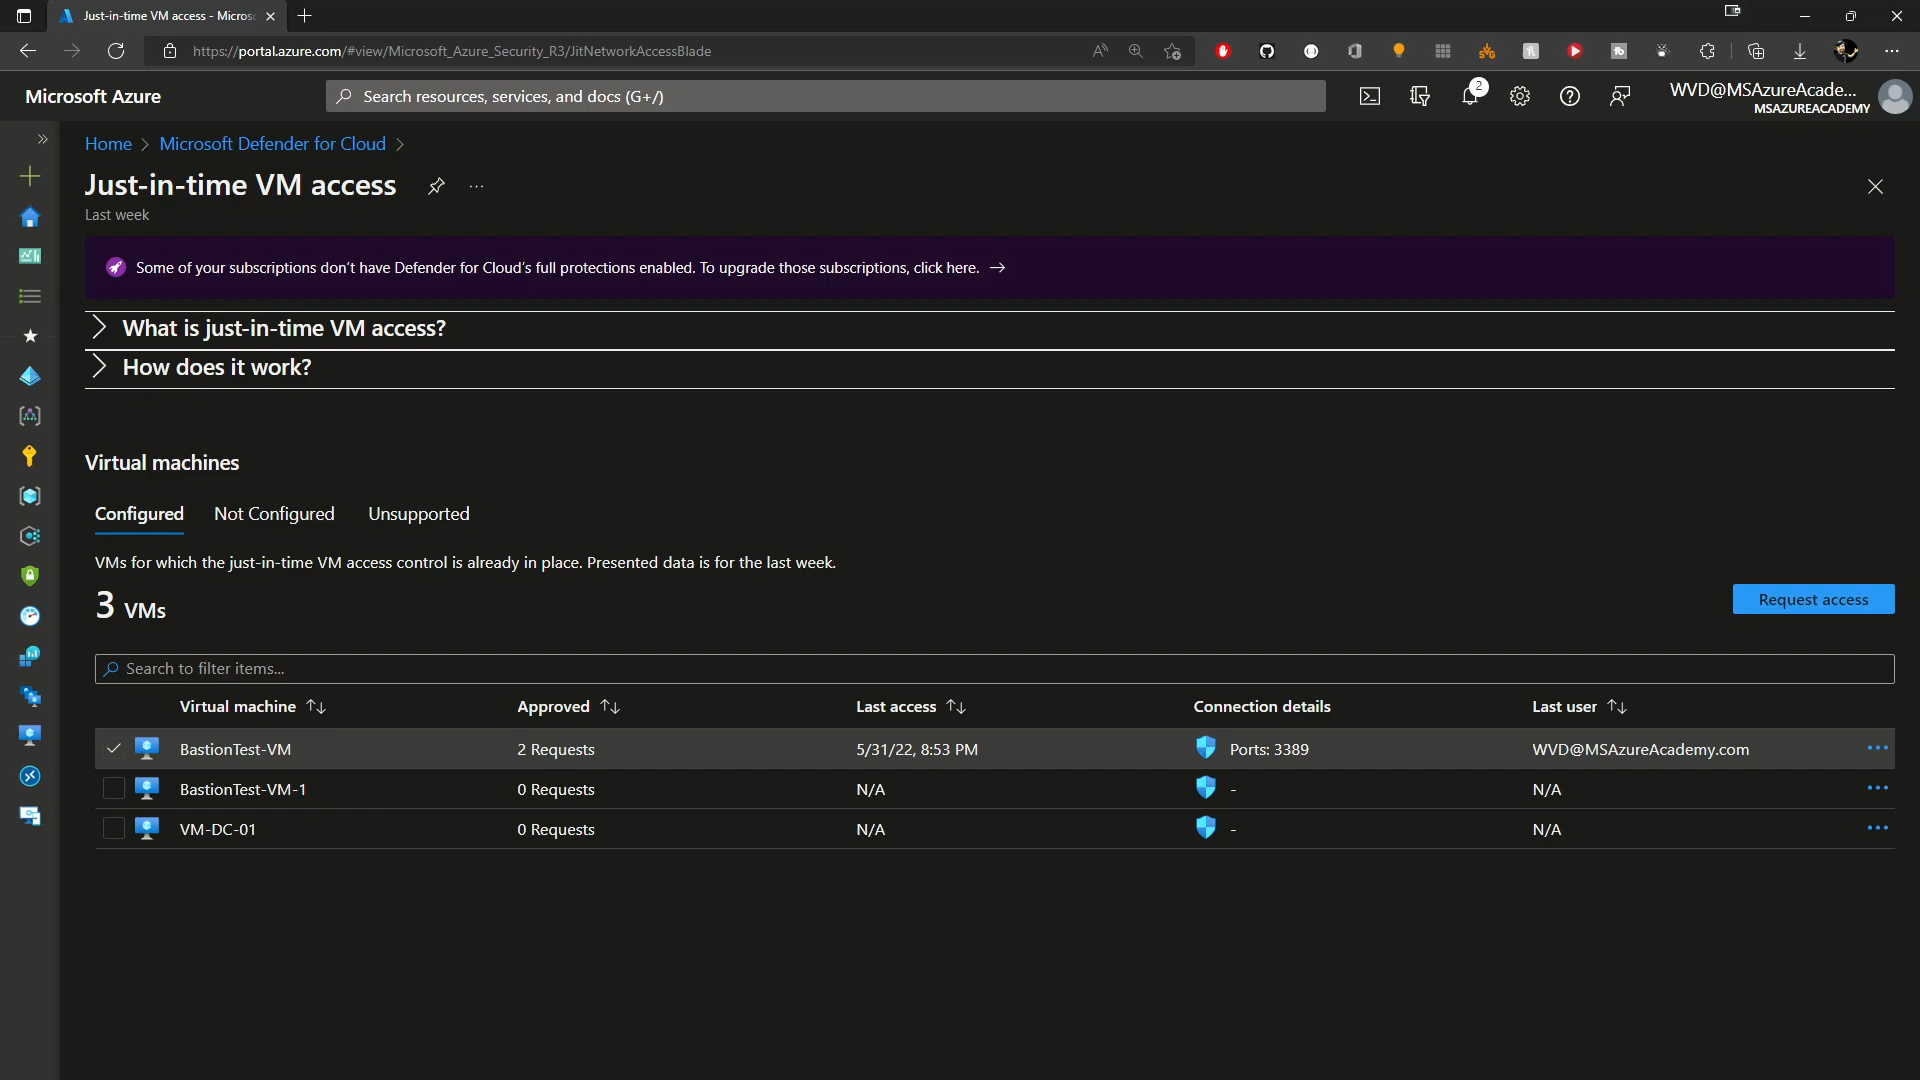 Just-in-time VM access - Micros
https://portal.azure.com/#view/Microsoft_Azure_Security_R3/JitNetworkAccessBlade
Microsoft Azure
Search resources, services, and docs (G+/)
2
WVD@MSAzureAcade...
MSAZUREACADEMY
Home > Microsoft Defender for Cloud >
Just-in-time VM access
Last week
Some of your subscriptions don't have Defender for Cloud's full protections enabled. To upgrade those subscriptions, click here. →
What is just-in-time VM access?
How does it work?
Virtual machines
Configured Not Configured Unsupported
VMs for which the just-in-time VM access control is already in place. Presented data is for the last week.
3 VMs
Request access
Search to filter items...
Virtual machine ↑↓ Approved ↑↓ Last access ↑↓ Connection details Last user ↑↓
BastionTest-VM 2 Requests 5/31/22, 8:53 PM Ports: 3389 WVD@MSAzureAcademy.com
BastionTest-VM-1 0 Requests N/A - N/A
VM-DC-01 0 Requests N/A - N/A